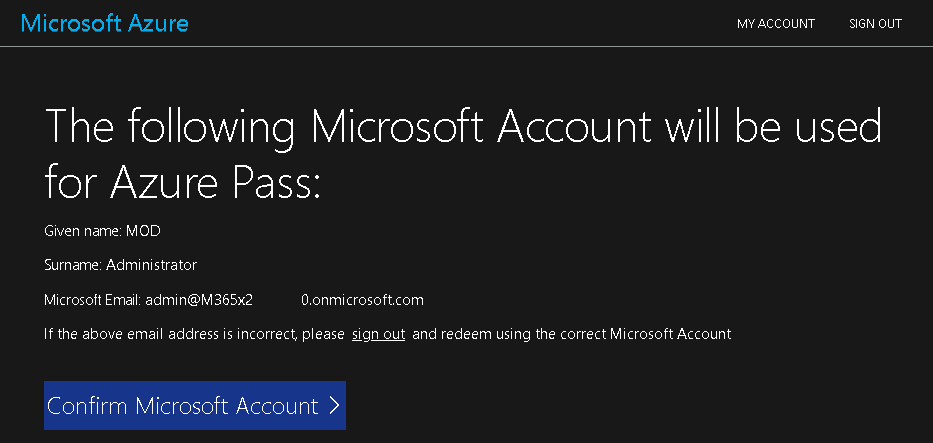 Microsoft Azure
MY ACCOUNT
SIGN OUT
The following Microsoft Account will be used
for Azure Pass:
Given name: MOD
Surname: Administrator
Microsoft Email: admin@M365x2 0.onmicrosoft.com
If the above email address is incorrect, please sign out and redeem using the correct Microsoft Account
Confirm Microsoft Account >